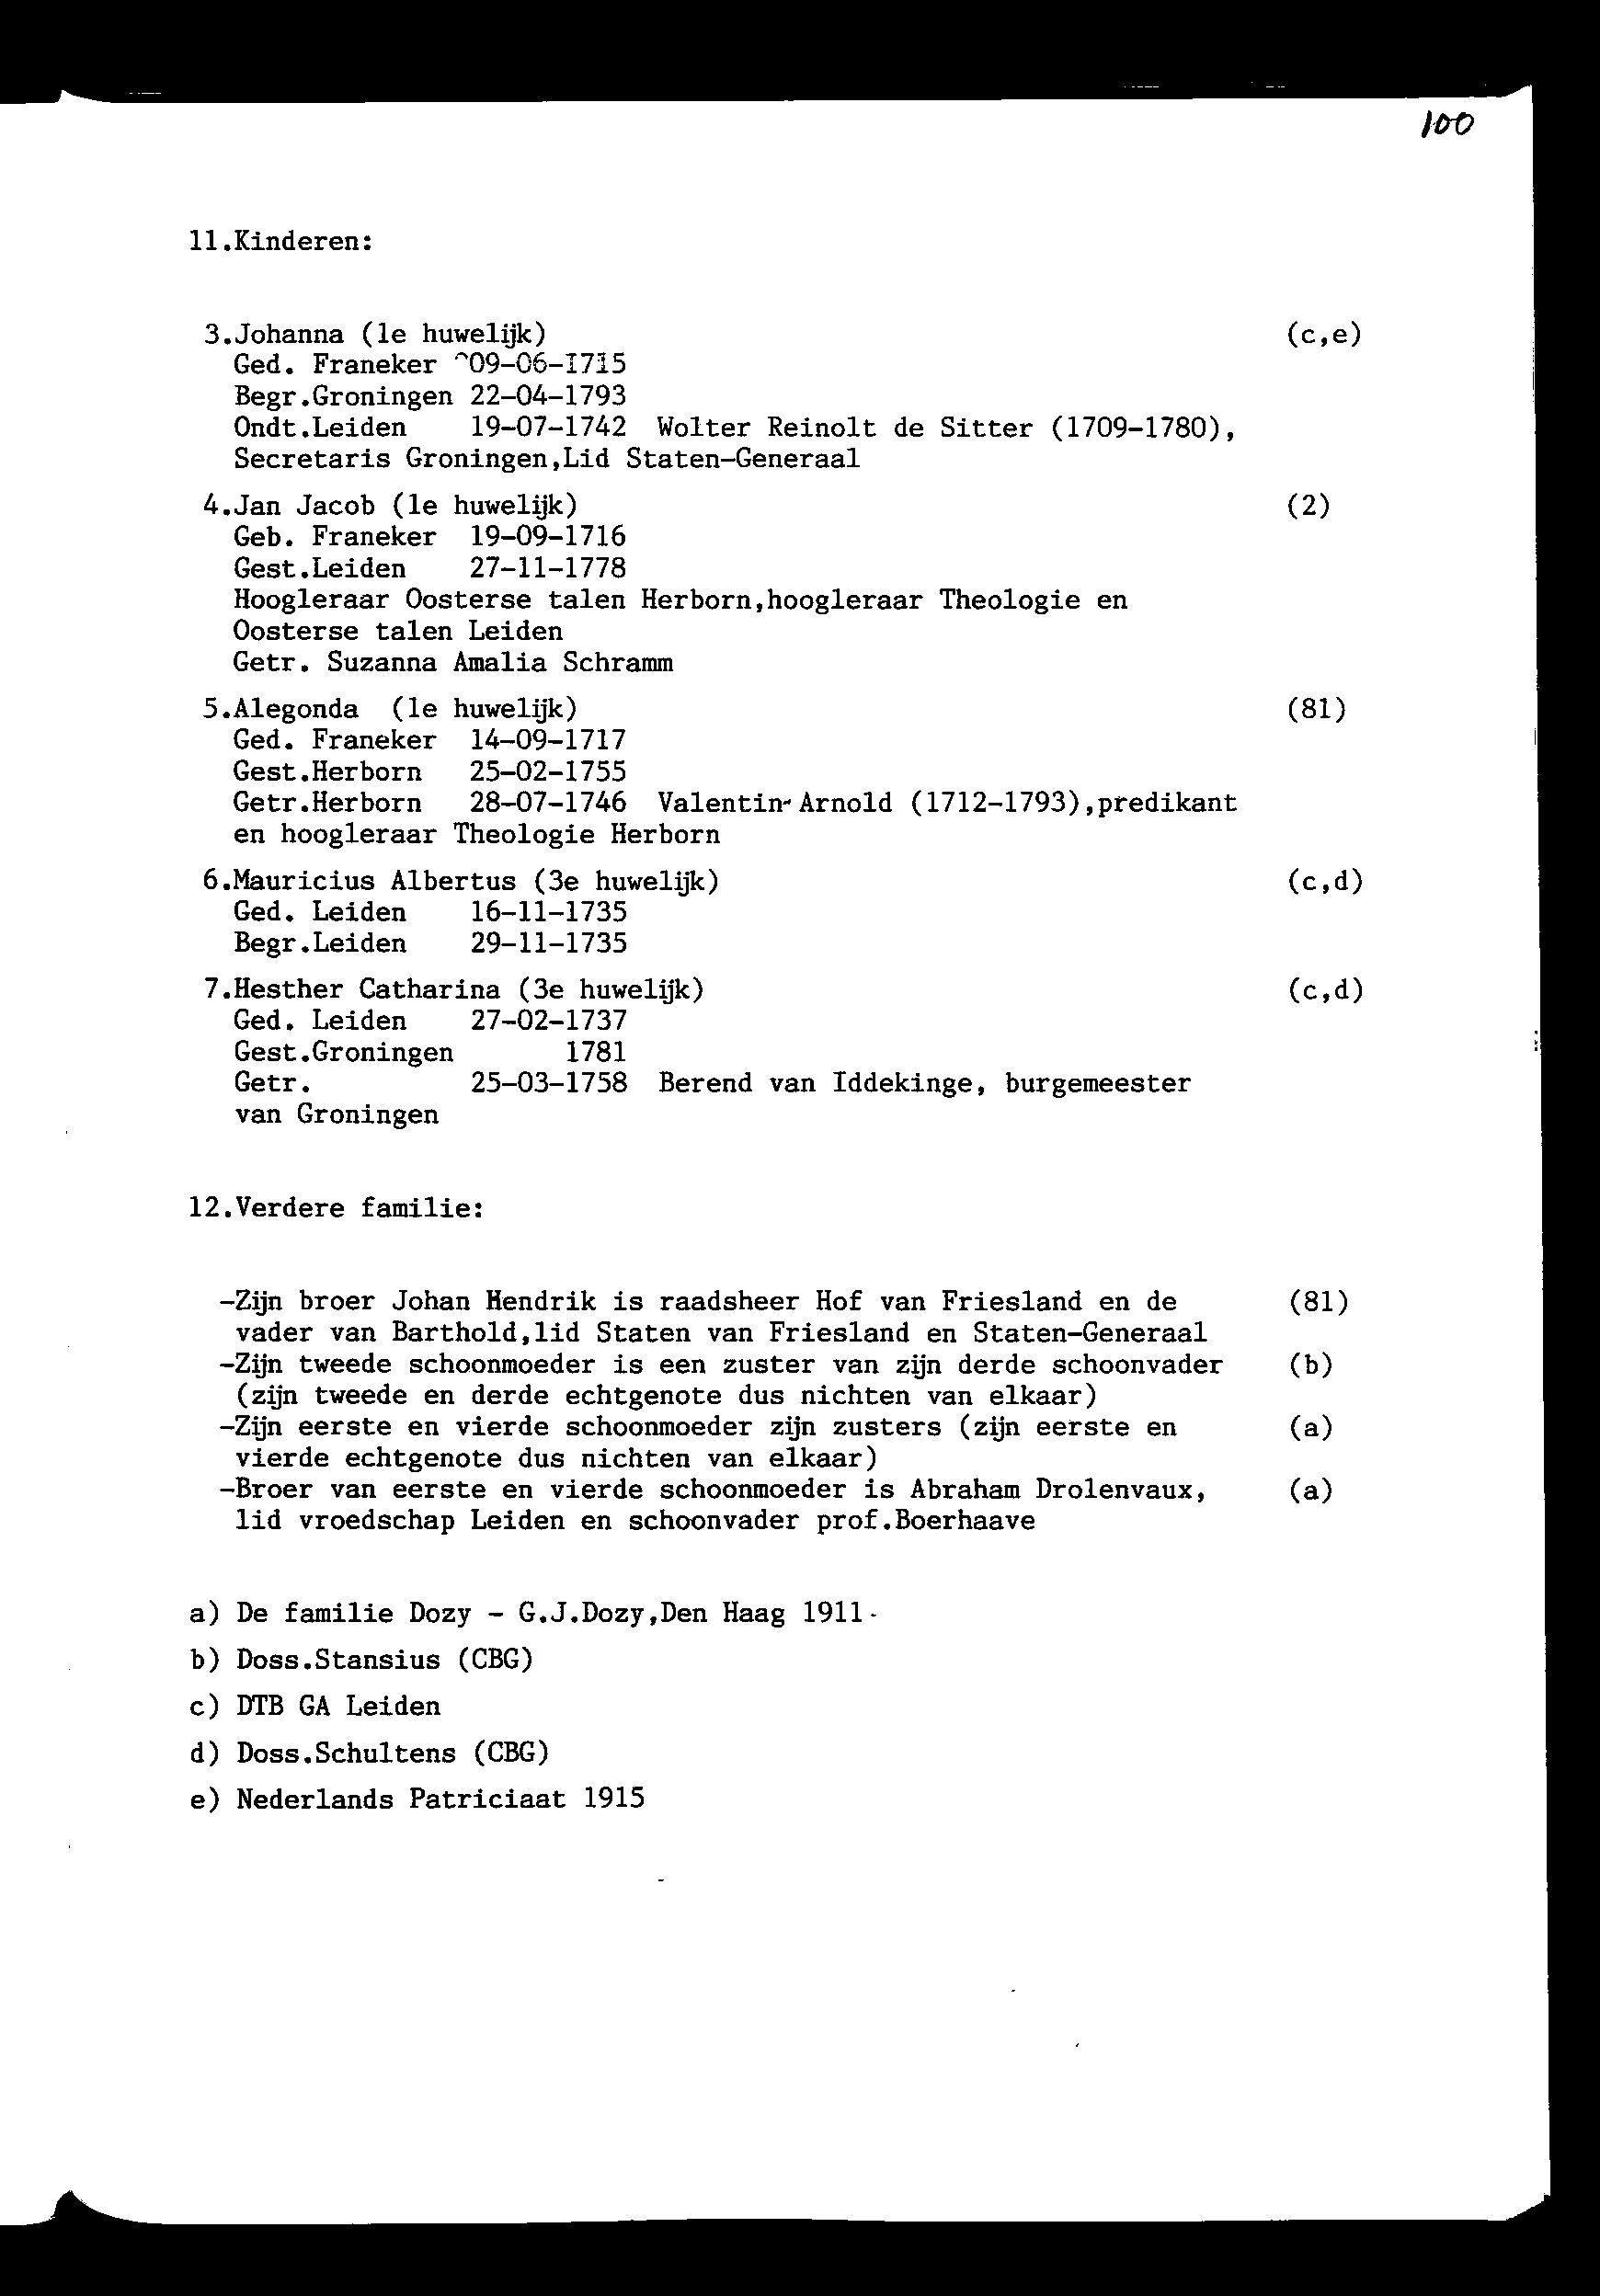 100
11.Kinderen:
3.Johanna (1e huwelijk) (c,e)
Ged. Franeker 09-06-1715
Begr.Groningen 22-04-1793
Ondt.Leiden 19-07-1742 Wolter Reinolt de Sitter (1709-1780),
Secretaris Groningen,Lid Staten-Generaal
4.Jan Jacob (1e huwelijk) (2)
Geb. Franeker 19-09-1716
Gest.Leiden 27-11-1778
Hoogleraar Oosterse talen Herborn,hoogleraar Theologie en
Oosterse talen Leiden
Getr. Suzanna Amalia Schramm
5.Alegonda (1e huwelijk) (81)
Ged. Franeker 14-09-1717
Gest.Herborn 25-02-1755
Getr.Herborn 28-07-1746 Valentin Arnold (1712-1793),predikant
en hoogleraar Theologie Herborn
6.Mauricius Albertus (3e huwelijk) (c,d)
Ged. Leiden 16-11-1735
Begr.Leiden 29-11-1735
7.Hesther Catharina (3e huwelijk) (c,d)
Ged. Leiden 27-02-1737
Gest.Groningen 1781
Getr. 25-03-1758 Berend van Iddekinge, burgemeester
van Groningen
12.Verdere familie:
-Zijn broer Johan Hendrik is raadsheer Hof van Friesland en de (81)
vader van Barthold,lid Staten van Friesland en Staten-Generaal
-Zijn tweede schoonmoeder is een zuster van zijn derde schoonvader (b)
(zijn tweede en derde echtgenote dus nichten van elkaar)
-Zijn eerste en vierde schoonmoeder zijn zusters (zijn eerste en (a)
vierde echtgenote dus nichten van elkaar)
-Broer van eerste en vierde schoonmoeder is Abraham Drolenvaux, (a)
lid vroedschap Leiden en schoonvader prof.Boerhaave
a) De familie Dozy - G.J.Dozy,Den Haag 1911
b) Doss.Stansius (CBG)
c) DTB GA Leiden
d) Doss.Schultens (CBG)
e) Nederlands Patriciaat 1915